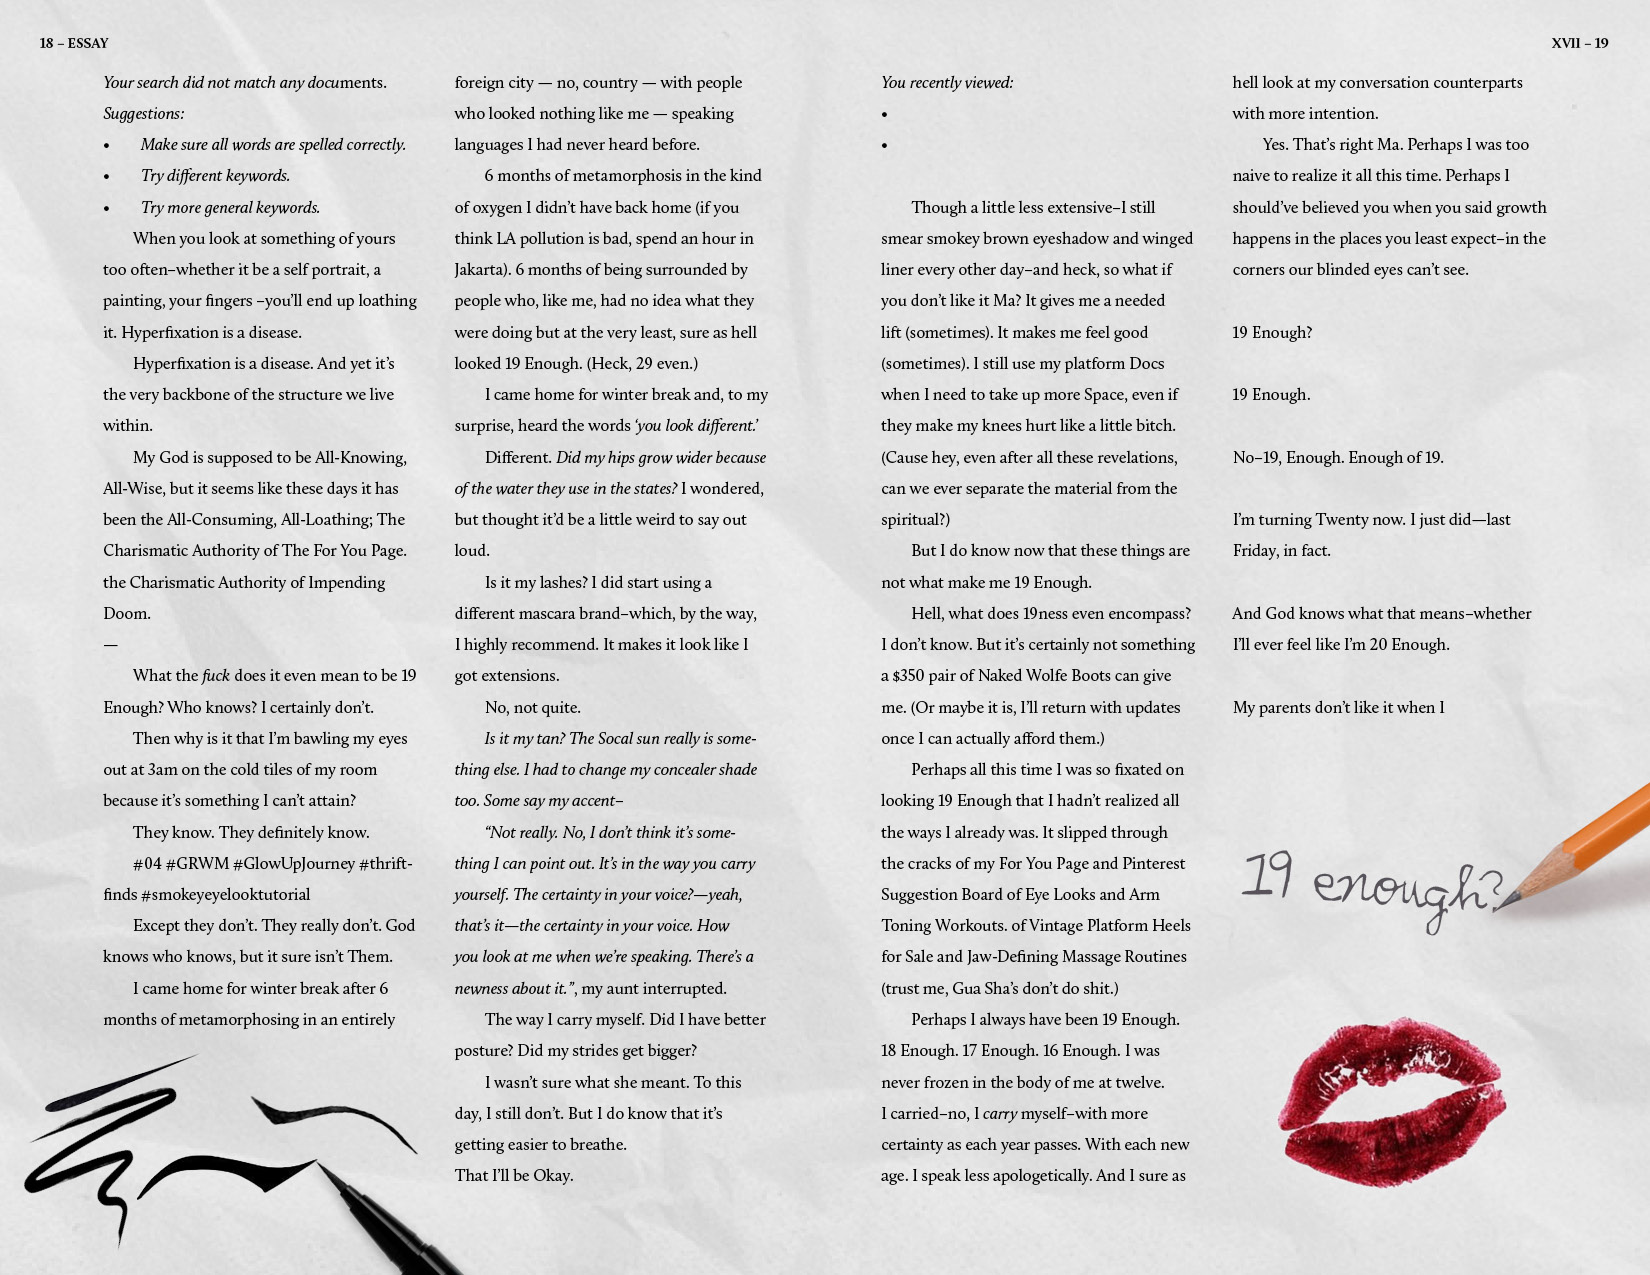 18 – ESSAY
Your search did not match any documents.
Suggestions:
• Make sure all words are spelled correctly.
• Try different keywords.
• Try more general keywords.
When you look at something of yours
too often–whether it be a self portrait, a
painting, your fingers –you'll end up loathing
it. Hyperfixation is a disease.
Hyperfixation is a disease. And yet it's
the very backbone of the structure we live
within.
My God is supposed to be All-Knowing,
All-Wise, but it seems like these days it has
been the All-Consuming, All-Loathing; The
Charismatic Authority of The For You Page.
the Charismatic Authority of Impending
Doom.
—
What the fuck does it even mean to be 19
Enough? Who knows? I certainly don't.
Then why is it that I'm bawling my eyes
out at 3am on the cold tiles of my room
because it's something I can't attain?
They know. They definitely know.
#04 #GRWM #GlowUpJourney #thrift-
finds #smokeyeyelooktutorial
Except they don't. They really don't. God
knows who knows, but it sure isn't Them.
I came home for winter break after 6
months of metamorphosing in an entirely
foreign city — no, country — with people
who looked nothing like me — speaking
languages I had never heard before.
6 months of metamorphosis in the kind
of oxygen I didn't have back home (if you
think LA pollution is bad, spend an hour in
Jakarta). 6 months of being surrounded by
people who, like me, had no idea what they
were doing but at the very least, sure as hell
looked 19 Enough. (Heck, 29 even.)
I came home for winter break and, to my
surprise, heard the words ‘you look different.’
Different. Did my hips grow wider because
of the water they use in the states? I wondered,
but thought it'd be a little weird to say out
loud.
Is it my lashes? I did start using a
different mascara brand–which, by the way,
I highly recommend. It makes it look like I
got extensions.
No, not quite.
Is it my tan? The Socal sun really is some-
thing else. I had to change my concealer shade
too. Some say my accent–
“Not really. No, I don't think it's some-
thing I can point out. It's in the way you carry
yourself. The certainty in your voice?—yeah,
that's it—the certainty in your voice. How
you look at me when we're speaking. There's a
newness about it.”, my aunt interrupted.
The way I carry myself. Did I have better
posture? Did my strides get bigger?
I wasn't sure what she meant. To this
day, I still don't. But I do know that it's
getting easier to breathe.
That I'll be Okay.
XVII – 19
You recently viewed:
•
•
Though a little less extensive–I still
smear smokey brown eyeshadow and winged
liner every other day–and heck, so what if
you don't like it Ma? It gives me a needed
lift (sometimes). It makes me feel good
(sometimes). I still use my platform Docs
when I need to take up more Space, even if
they make my knees hurt like a little bitch.
(Cause hey, even after all these revelations,
can we ever separate the material from the
spiritual?)
But I do know now that these things are
not what make me 19 Enough.
Hell, what does 19ness even encompass?
I don't know. But it's certainly not something
a $350 pair of Naked Wolfe Boots can give
me. (Or maybe it is, I'll return with updates
once I can actually afford them.)
Perhaps all this time I was so fixated on
looking 19 Enough that I hadn't realized all
the ways I already was. It slipped through
the cracks of my For You Page and Pinterest
Suggestion Board of Eye Looks and Arm
Toning Workouts. of Vintage Platform Heels
for Sale and Jaw-Defining Massage Routines
(trust me, Gua Sha's don't do shit.)
Perhaps I always have been 19 Enough.
18 Enough. 17 Enough. 16 Enough. I was
never frozen in the body of me at twelve.
I carried–no, I carry myself–with more
certainty as each year passes. With each new
age. I speak less apologetically. And I sure as
hell look at my conversation counterparts
with more intention.
Yes. That's right Ma. Perhaps I was too
naive to realize it all this time. Perhaps I
should've believed you when you said growth
happens in the places you least expect–in the
corners our blinded eyes can't see.
19 Enough?
19 Enough.
No–19, Enough. Enough of 19.
I'm turning Twenty now. I just did—last
Friday, in fact.
And God knows what that means–whether
I'll ever feel like I'm 20 Enough.
My parents don't like it when I
19 enough?